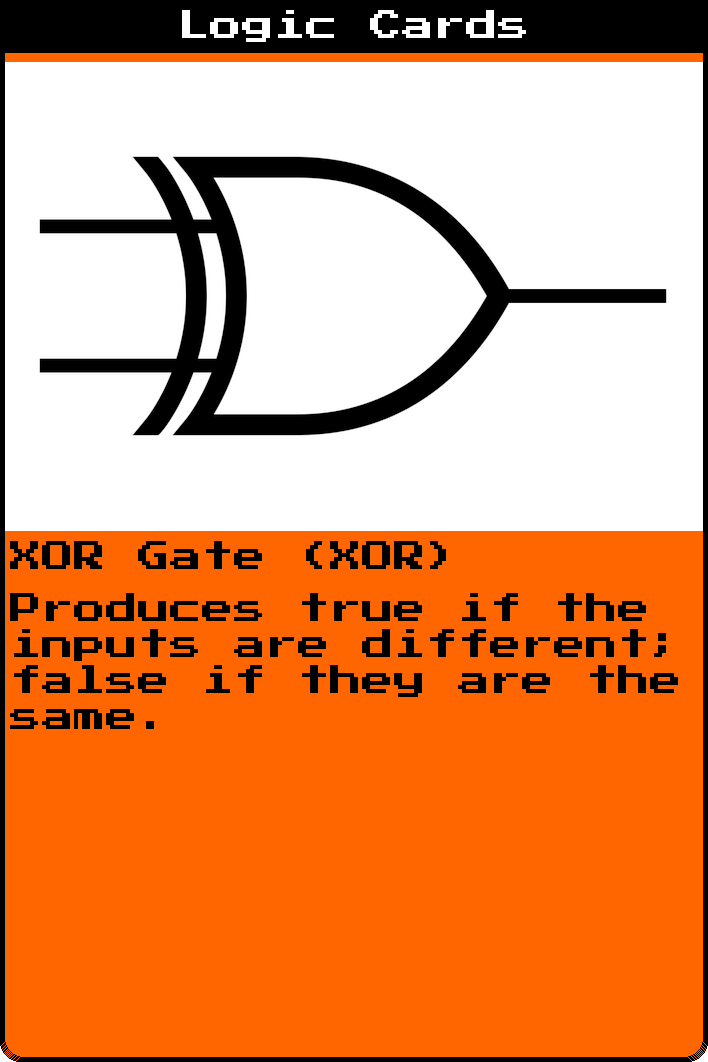 Logic Cards
XOR Gate (XOR)
Produces true if the
inputs are different;
false if they are the
same.